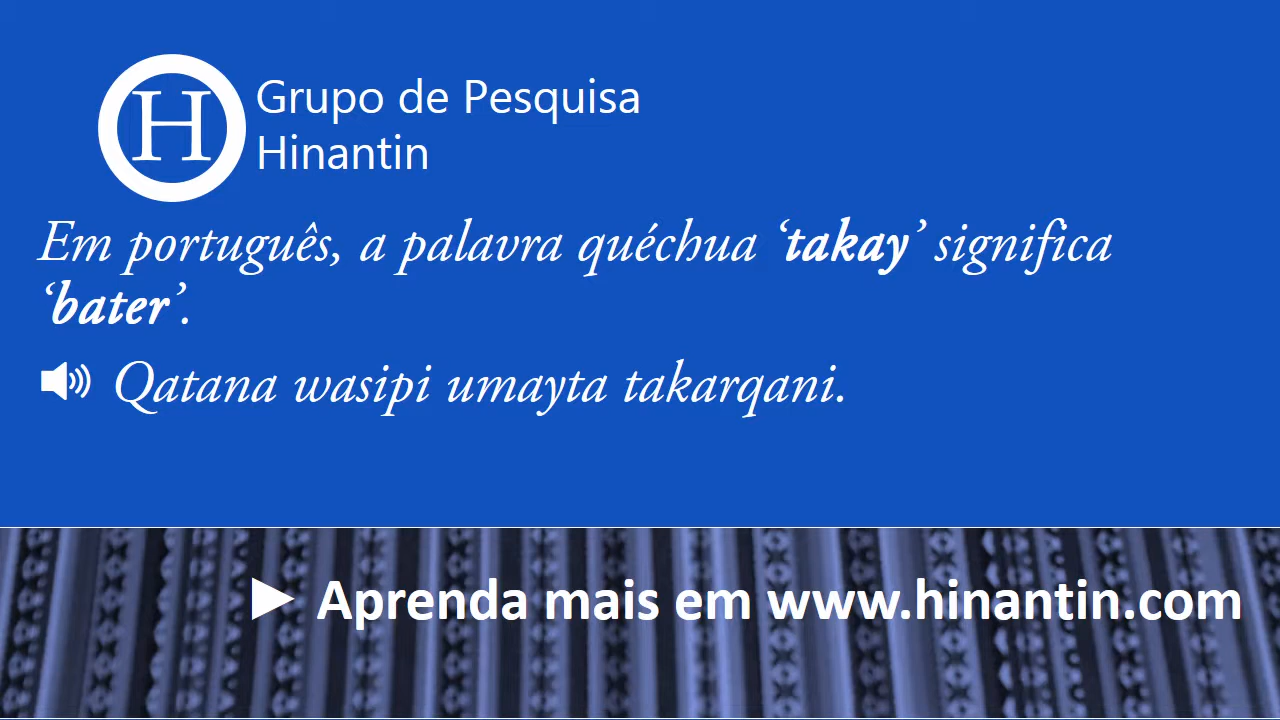 H
Grupo de Pesquisa
Hinantin
Em português, a palavra quéchua ‘takay’ significa
‘bater’.
Qatana wasipi umayta takarqani.
Aprenda mais em www.hinantin.com